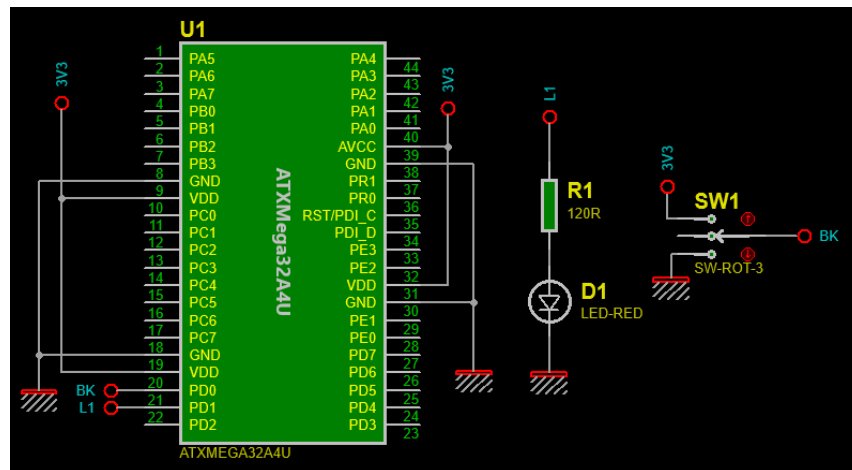 U1
3V3
1 PA5
2 PA6
3 PA7
4 PB0
5 PB1
6 PB2
7 PB3
8 GND
9 VDD
10 PC0
11 PC1
12 PC2
13 PC3
14 PC4
15 PC5
16 PC6
17 PC7
18 GND
19 VDD
BK 20 PD0
L1 21 PD1
22 PD2
ATXMega32A4U
PA4 44
PA3 43
PA2 42
PA1 41
PA0 40
AVCC 39
GND 38
PR1 37
PR0 36
RST/PDI_C 35
PDI_D 34
PE3 33
PE2 32
VDD 31
GND 30
PE1 29
PE0 28
PD7 27
PD6 26
PD5 25
PD4 24
PD3 23
ATXMEGA32A4U
3V3
L1
R1
120R
D1
LED-RED
3V3
SW1
BK
SW-ROT-3